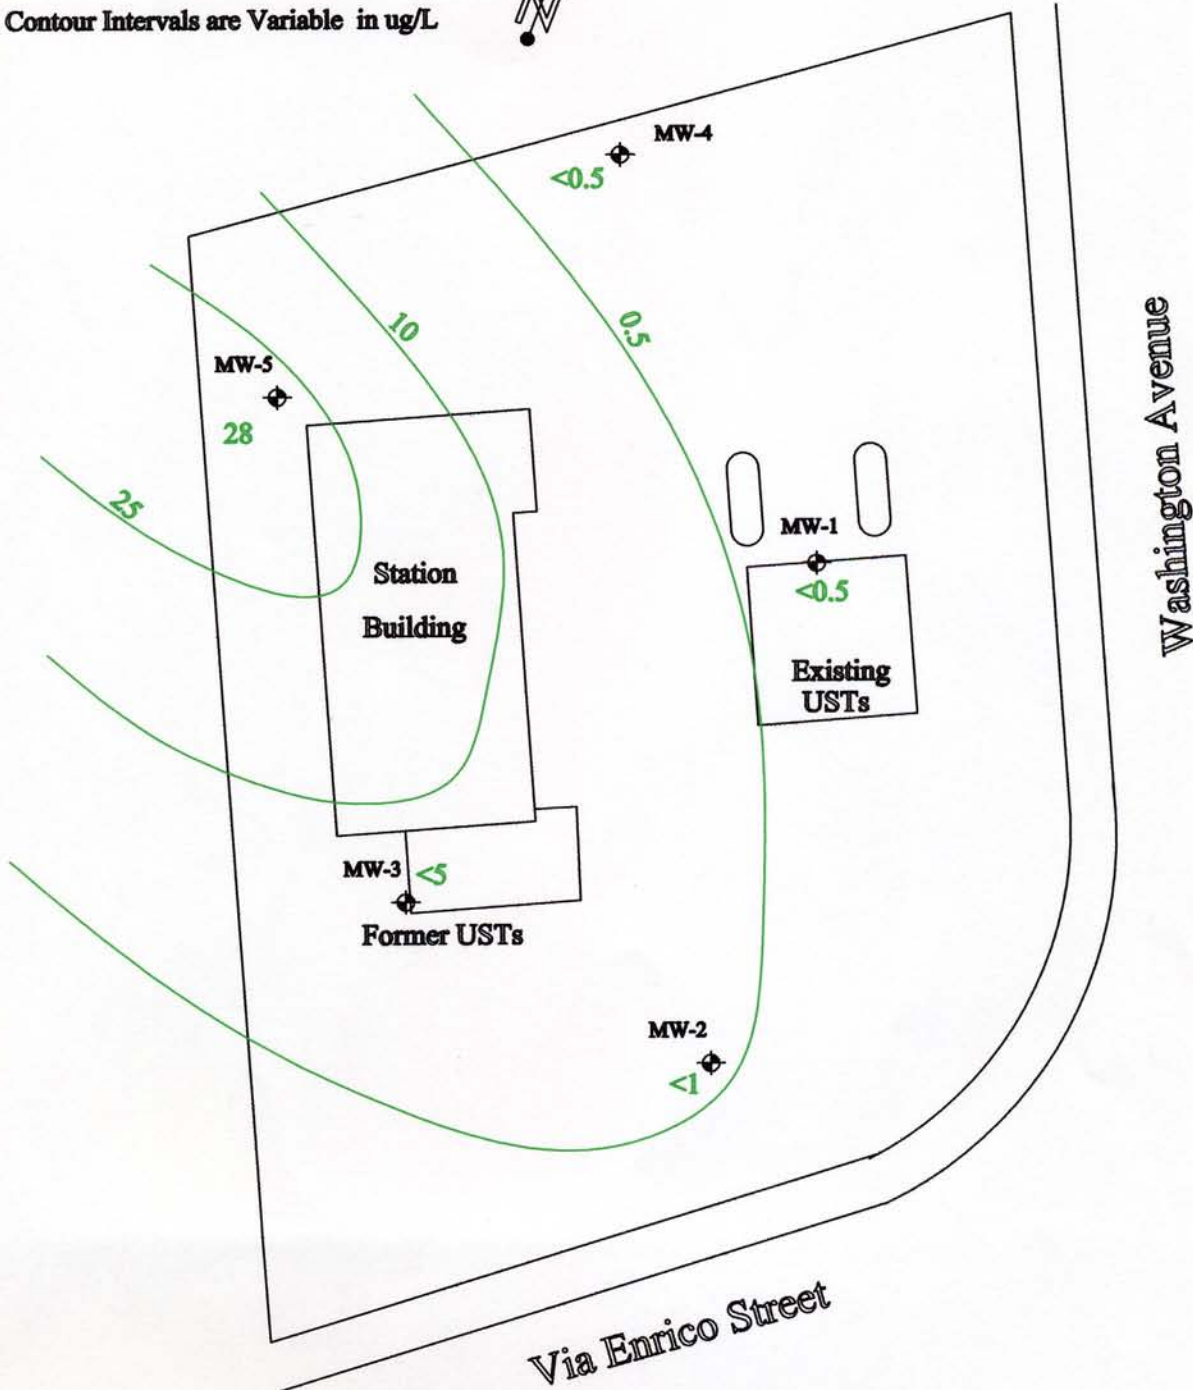 Contour Intervals are Variable in ug/L
N
MW-4
<0.5
10
0.5
MW-5
28
25
MW-1
<0.5
Station
Building
Existing
USTs
Washington Avenue
MW-3
<5
Former USTs
MW-2
<1
Via Enrico Street